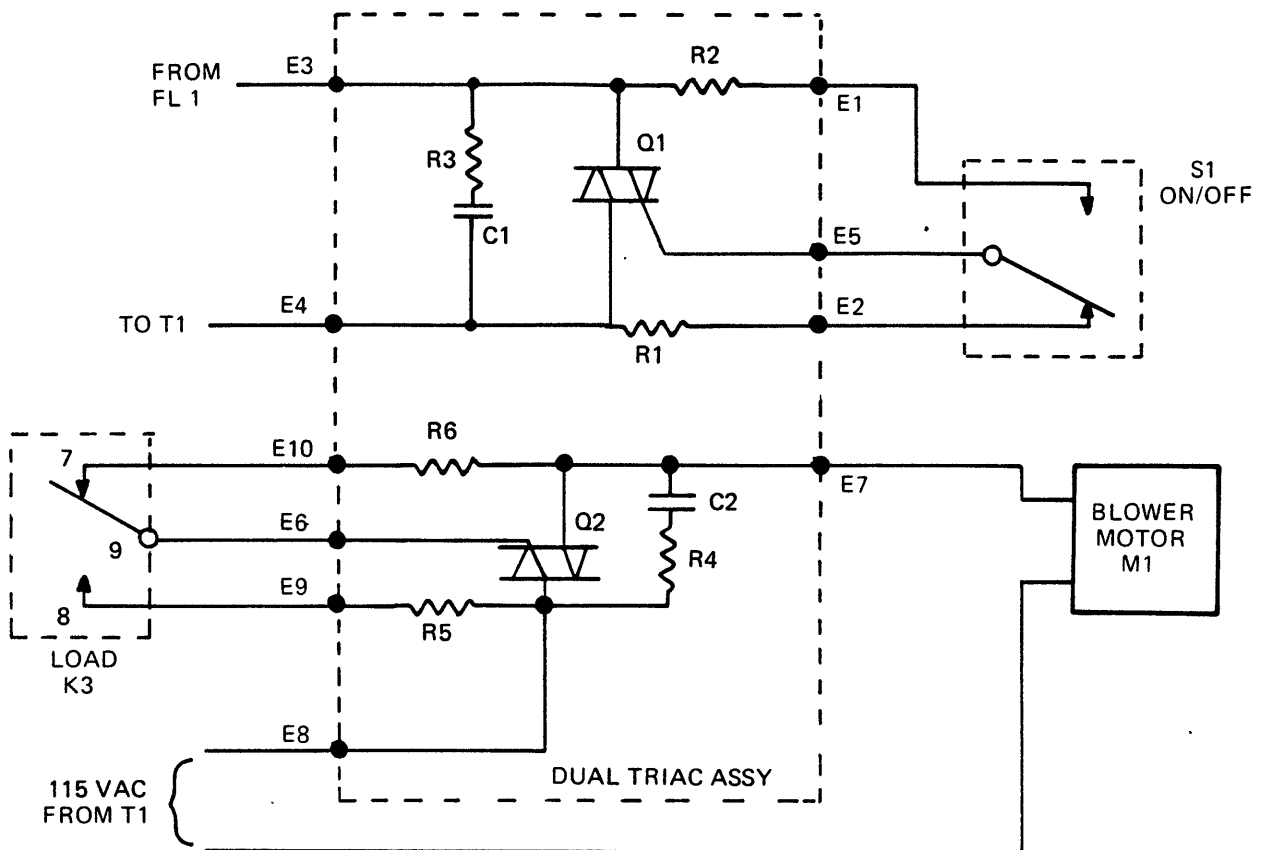 R2
FROM
FL 1
E3
E1
Q1
R3
S1
ON/OFF
C1
E5
TO T1
E4
E2
R1
7
E10
R6
E7
C2
BLOWER
MOTOR
M1
9
E6
Q2
R4
8
E9
R5
LOAD
K3
E8
115 VAC
FROM T1
DUAL TRIAC ASSY